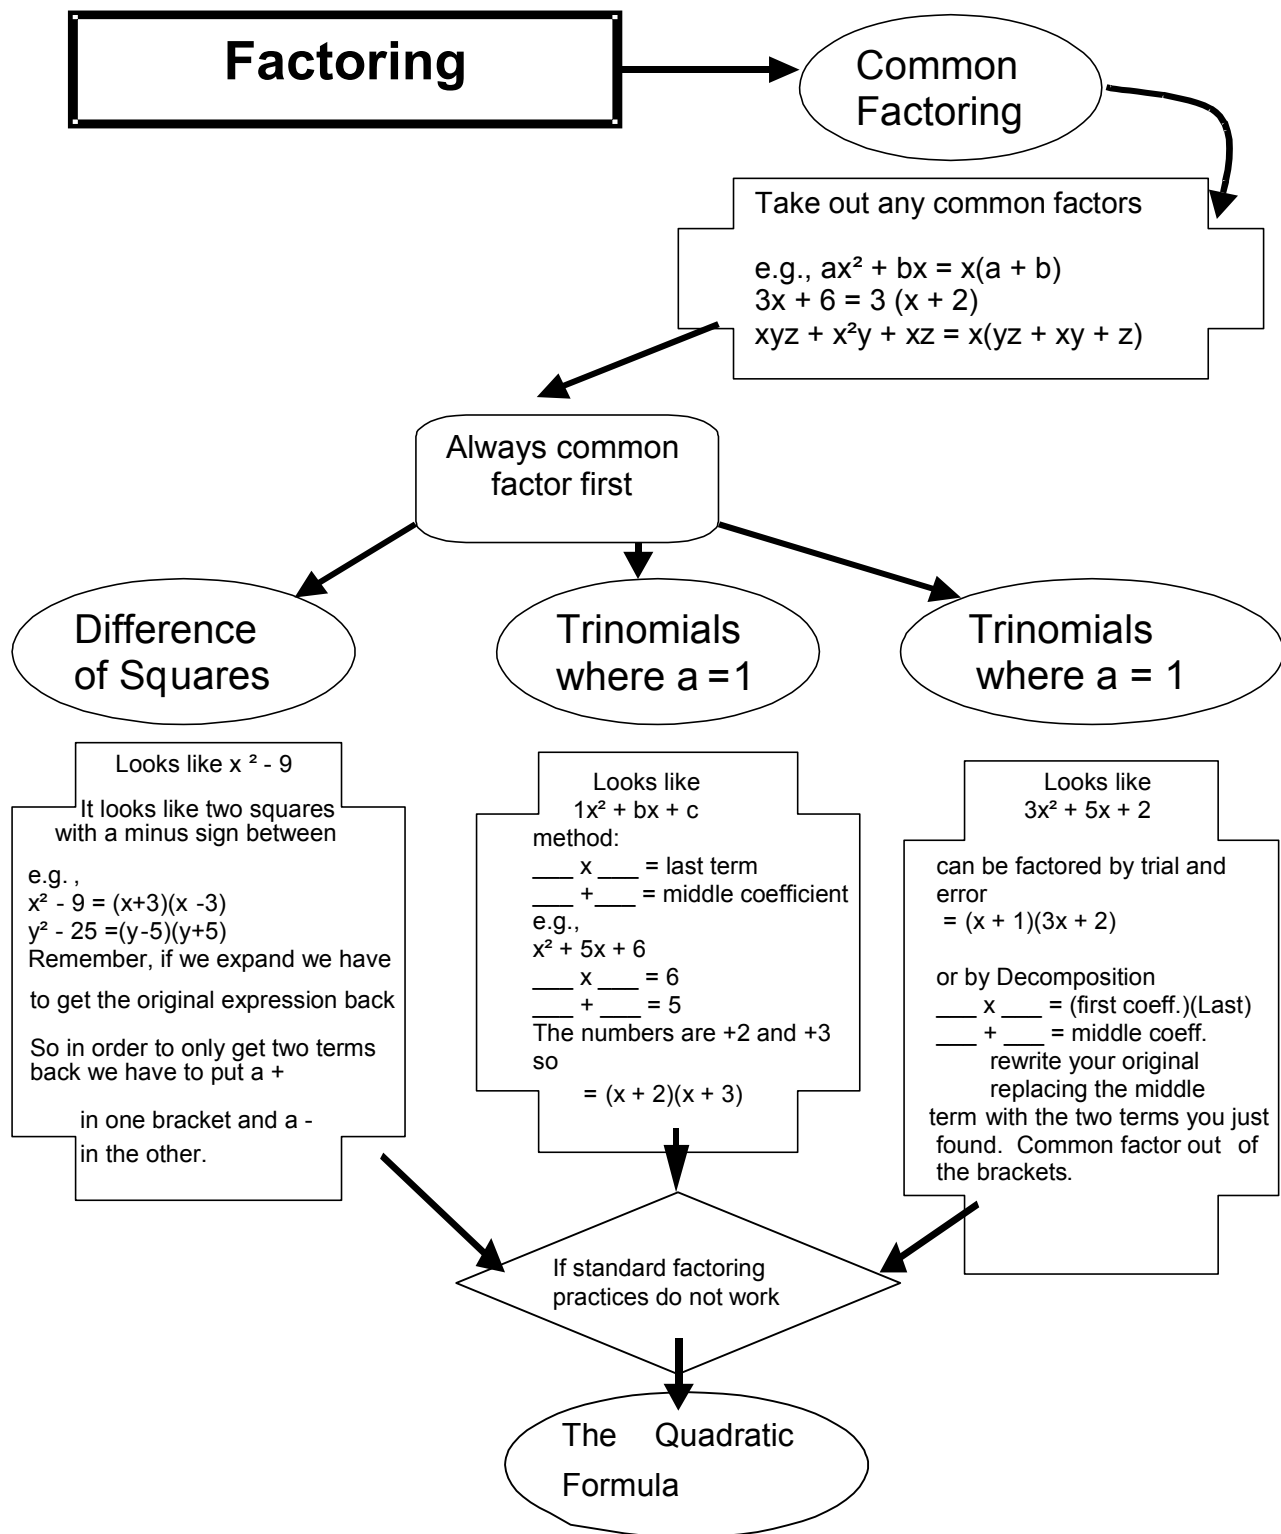 Factoring
Common
Factoring
Take out any common factors
e.g., ax² + bx = x(a + b)
3x + 6 = 3 (x + 2)
xyz + x²y + xz = x(yz + xy + z)
Always common
factor first
Difference
of Squares
Trinomials
where a =1
Trinomials
where a = 1
Looks like x ² - 9
It looks like two squares
with a minus sign between
e.g. ,
x² - 9 = (x+3)(x -3)
y² - 25 =(y-5)(y+5)
Remember, if we expand we have
to get the original expression back
So in order to only get two terms
back we have to put a +
in one bracket and a -
in the other.
Looks like
1x² + bx + c
method:
___ x ___ = last term
___ +___ = middle coefficient
e.g.,
x² + 5x + 6
___ x ___ = 6
___ + ___ = 5
The numbers are +2 and +3
so
= (x + 2)(x + 3)
Looks like
3x² + 5x + 2
can be factored by trial and
error
= (x + 1)(3x + 2)
or by Decomposition
___ x ___ = (first coeff.)(Last)
___ + ___ = middle coeff.
rewrite your original
replacing the middle
term with the two terms you just
found. Common factor out of
the brackets.
If standard factoring
practices do not work
The Quadratic
Formula